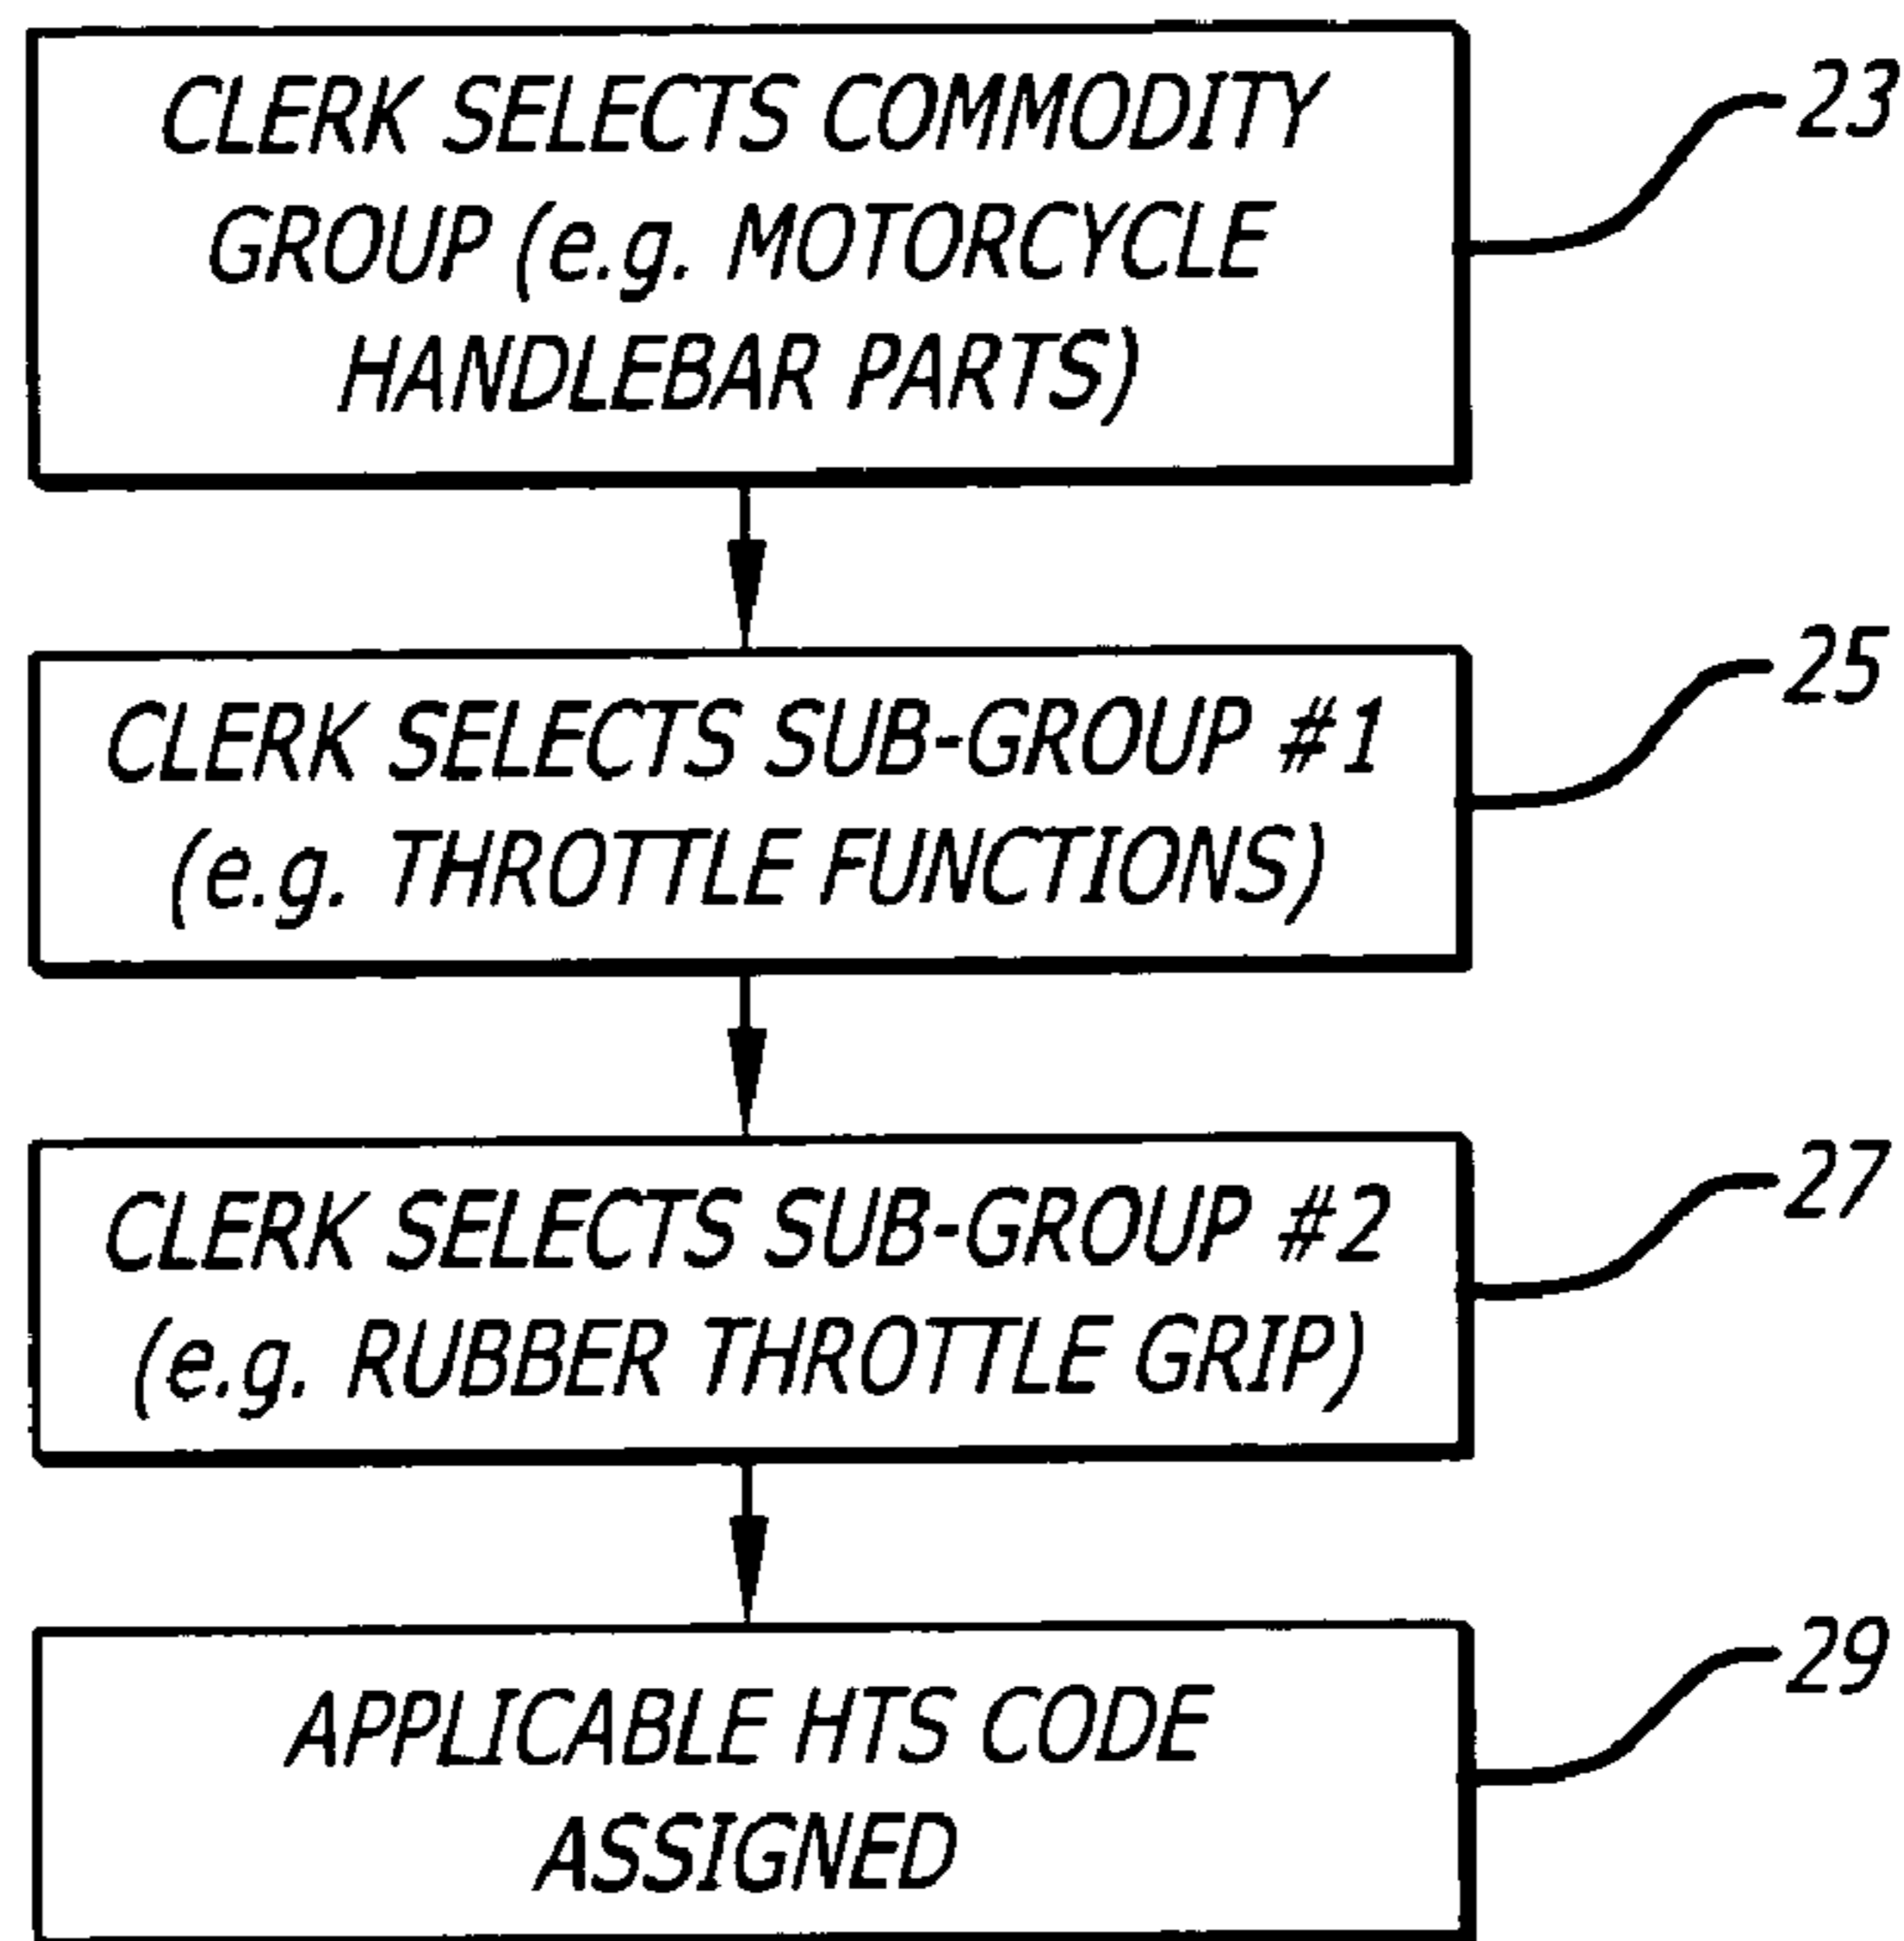 CLERK SELECTS COMMODITY
GROUP (e.g. MOTORCYCLE
HANDLEBAR PARTS)
23
CLERK SELECTS SUB-GROUP #1
(e.g. THROTTLE FUNCTIONS)
25
CLERK SELECTS SUB-GROUP #2
(e.g. RUBBER THROTTLE GRIP)
27
APPLICABLE HTS CODE
ASSIGNED
29